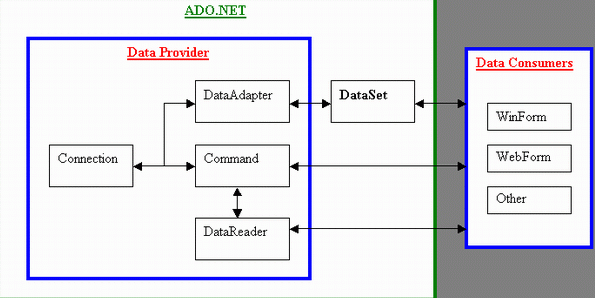 ADO.NET
Data Provider
Data Consumers
DataAdapter
DataSet
WinForm
Connection
Command
WebForm
Other
DataReader